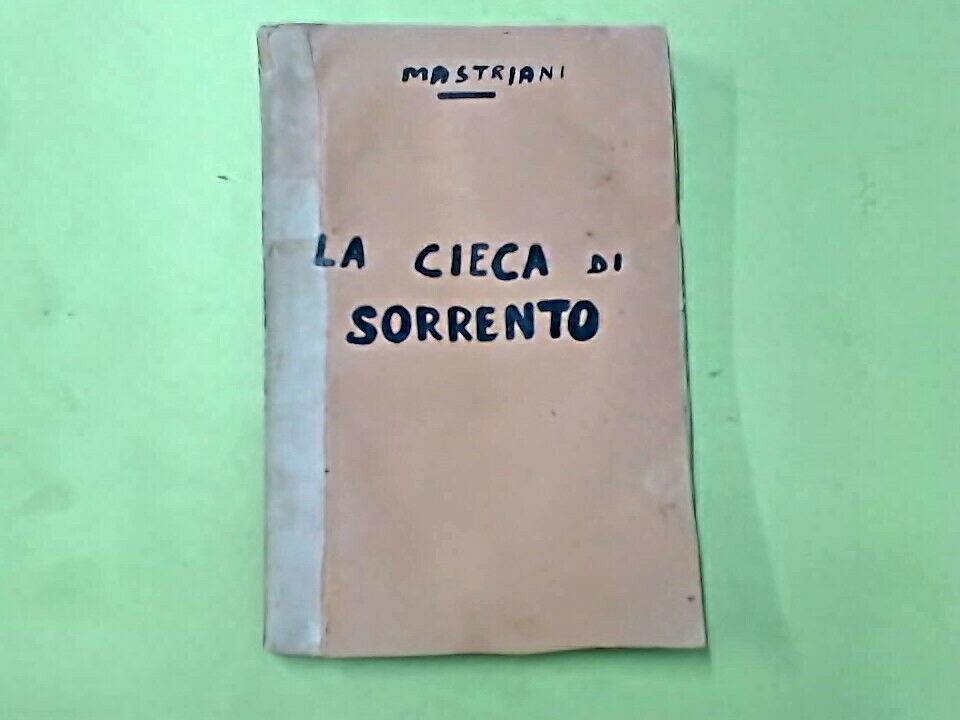 MASTRIANI
LA CIECA DI
SORRENTO